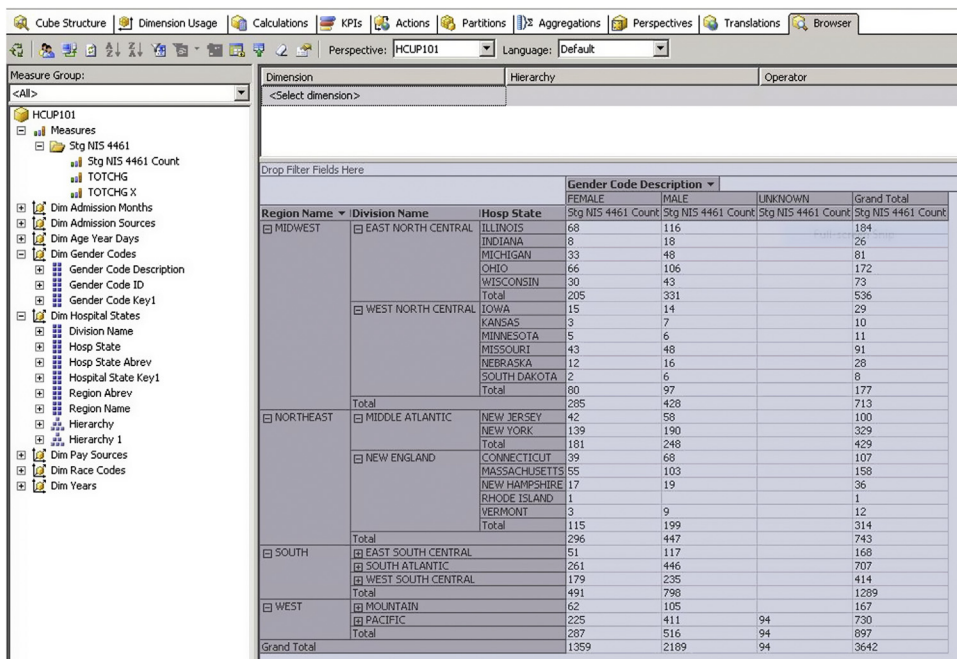 Cube Structure Dimension Usage Calculations KPIs Actions Partitions Aggregations Perspectives Translations Browser
Perspective: HCUP101 Language: Default
Measure Group:
<All>
HCUP101
Measures
Stg NIS 4461
Stg NIS 4461 Count
TOTCHG
TOTCHG X
Dim Admission Months
Dim Admission Sources
Dim Age Year Days
Dim Gender Codes
Gender Code Description
Gender Code ID
Gender Code Key1
Dim Hospital States
Division Name
Hosp State
Hosp State Abrev
Hospital State Key1
Region Abrev
Region Name
Hierarchy
Hierarchy 1
Dim Pay Sources
Dim Race Codes
Dim Years
Dimension Hierarchy Operator
<Select dimension>
Drop Filter Fields Here
Gender Code Description
FEMALE MALE UNKNOWN Grand Total
Region Name Division Name Hosp State Stg NIS 4461 Count Stg NIS 4461 Count Stg NIS 4461 Count Stg NIS 4461 Count
MIDWEST EAST NORTH CENTRAL ILLINOIS 68 116 184
INDIANA 8 18 26
MICHIGAN 33 48 81
OHIO 66 106 172
WISCONSIN 30 43 73
Total 205 331 536
WEST NORTH CENTRAL IOWA 15 14 29
KANSAS 3 7 10
MINNESOTA 5 6 11
MISSOURI 43 48 91
NEBRASKA 12 16 28
SOUTH DAKOTA 2 6 8
Total 80 97 177
Total 285 428 713
NORTHEAST MIDDLE ATLANTIC NEW JERSEY 42 58 100
NEW YORK 139 190 329
Total 181 248 429
NEW ENGLAND CONNECTICUT 39 68 107
MASSACHUSETTS 55 103 158
NEW HAMPSHIRE 17 19 36
RHODE ISLAND 1 1
VERMONT 3 9 12
Total 115 199 314
Total 296 447 743
SOUTH EAST SOUTH CENTRAL 51 117 168
SOUTH ATLANTIC 261 446 707
WEST SOUTH CENTRAL 179 235 414
Total 491 798 1289
WEST MOUNTAIN 62 105 167
PACIFIC 225 411 94 730
Total 287 516 94 897
Grand Total 1359 2189 94 3642